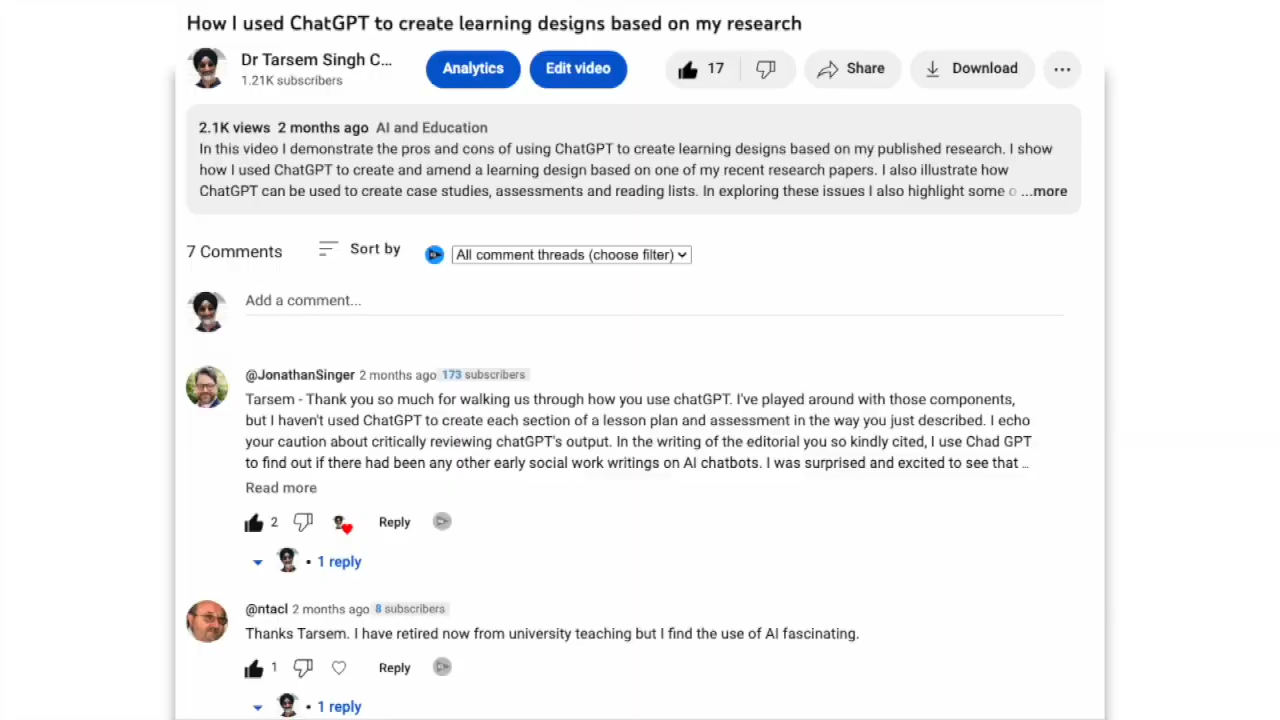 How I used ChatGPT to create learning designs based on my research
Dr Tarsem Singh C...
1.21K subscribers
Analytics
Edit video
17
Share
Download
2.1K views 2 months ago AI and Education
In this video I demonstrate the pros and cons of using ChatGPT to create learning designs based on my published research. I show
how I used ChatGPT to create and amend a learning design based on one of my recent research papers. I also illustrate how
ChatGPT can be used to create case studies, assessments and reading lists. In exploring these issues I also highlight some o ...more
7 Comments
Sort by
All comment threads (choose filter)
Add a comment...
@JonathanSinger 2 months ago 173 subscribers
Tarsem - Thank you so much for walking us through how you use chatGPT. I've played around with those components,
but I haven't used ChatGPT to create each section of a lesson plan and assessment in the way you just described. I echo
your caution about critically reviewing chatGPT's output. In the writing of the editorial you so kindly cited, I use Chad GPT
to find out if there had been any other early social work writings on AI chatbots. I was surprised and excited to see that ...
Read more
2
Reply
• 1 reply
@ntacl 2 months ago 8 subscribers
Thanks Tarsem. I have retired now from university teaching but I find the use of AI fascinating.
1
Reply
• 1 reply